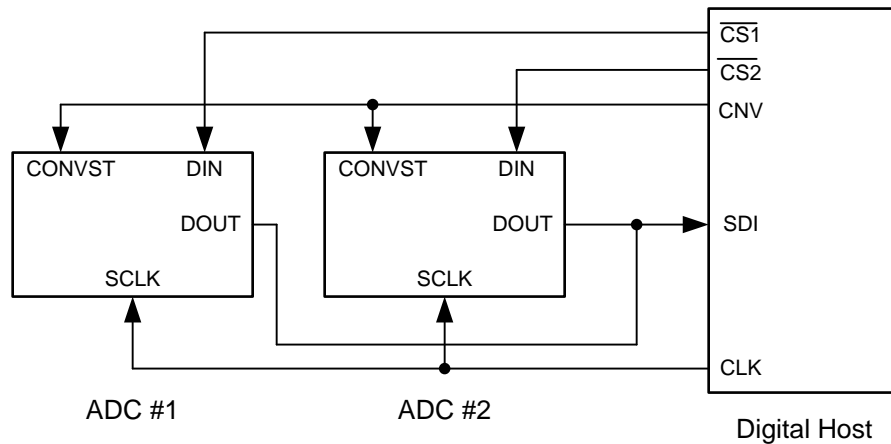 CS1
CS2
CNV
CONVST DIN
CONVST DIN
DOUT
DOUT
SDI
SCLK
SCLK
CLK
ADC #1
ADC #2
Digital Host